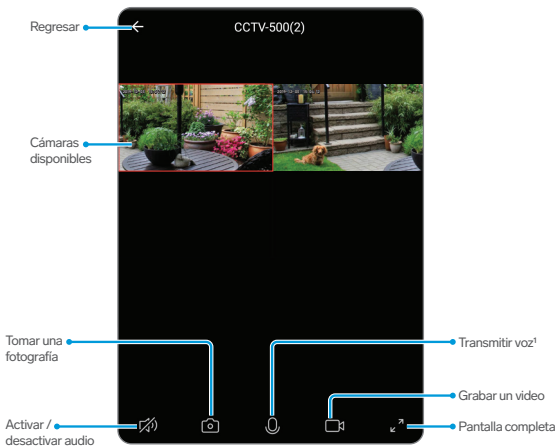 Regresar
CCTV-500(2)
Cámaras
disponibles
Tomar una
fotografía
Transmitir voz¹
Grabar un video
Activar /
desactivar audio
Pantalla completa